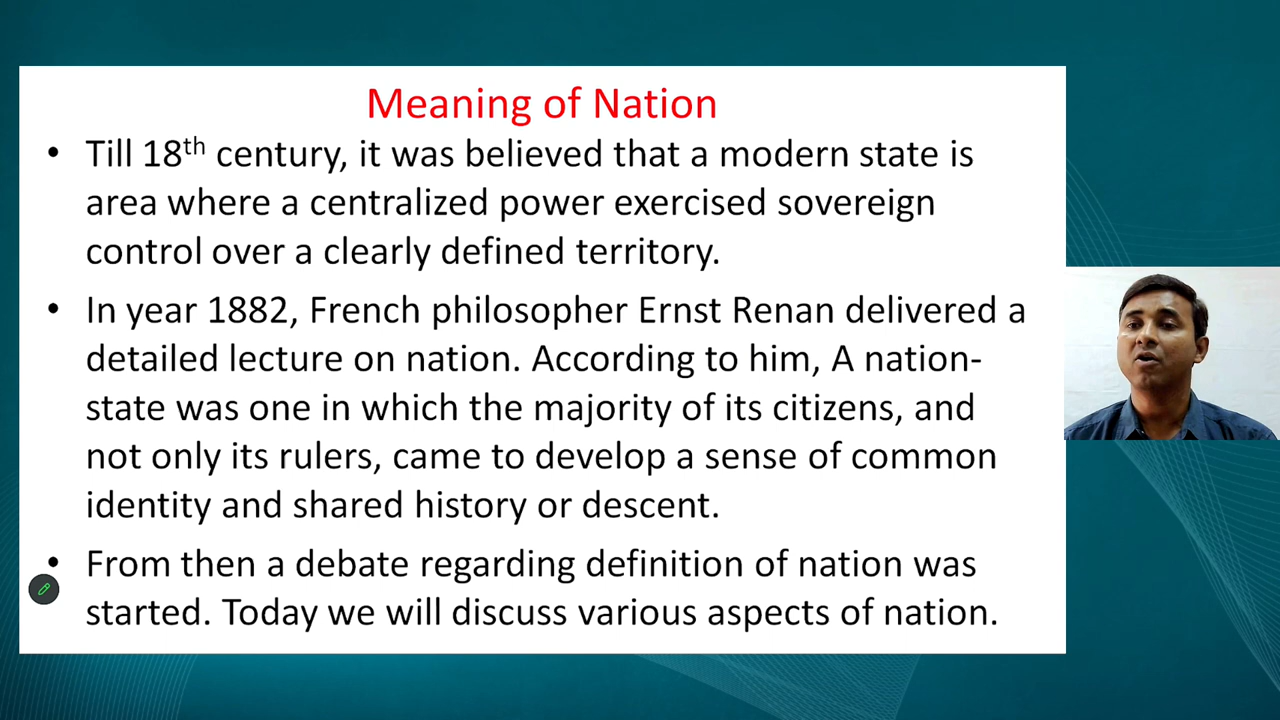 Meaning of Nation
• Till 18th century, it was believed that a modern state is
area where a centralized power exercised sovereign
control over a clearly defined territory.
• In year 1882, French philosopher Ernst Renan delivered a
detailed lecture on nation. According to him, A nation-
state was one in which the majority of its citizens, and
not only its rulers, came to develop a sense of common
identity and shared history or descent.
• From then a debate regarding definition of nation was
started. Today we will discuss various aspects of nation.